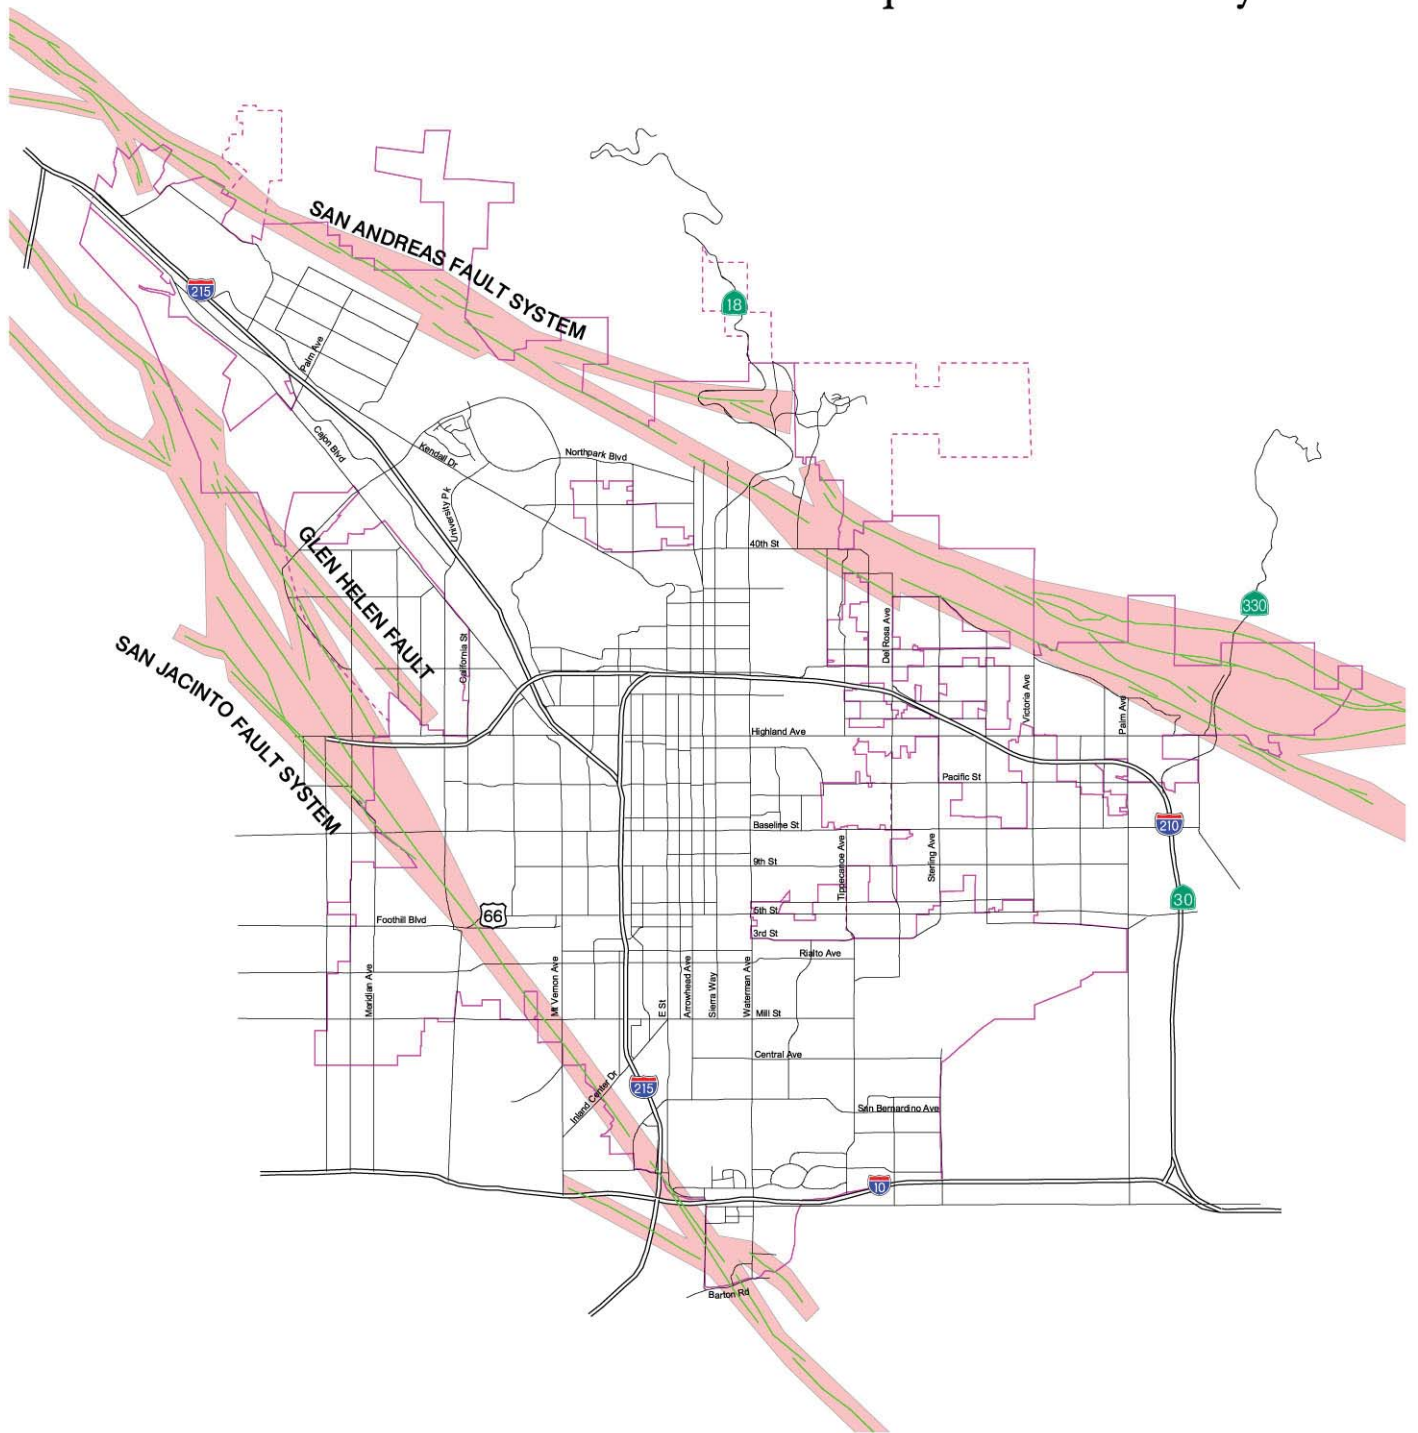 SAN ANDREAS FAULT SYSTEM
18
215
Palm Ave
Cajon Blvd
Kendall Dr
Northpark Blvd
University Pk
40th St
GLEN HELEN FAULT
330
Del Rosa Ave
SAN JACINTO FAULT SYSTEM
California St
Victoria Ave
Palm Ave
Highland Ave
Pacific St
Baseline St
210
Tippecanoe Ave
Sterling Ave
9th St
30
66
Foothill Blvd
5th St
3rd St
Rialto Ave
Meridian Ave
Mt Vernon Ave
E St
Arrowhead Ave
Sierra Way
Waterman Ave
Mill St
Central Ave
215
Inland Center Dr
San Bernardino Ave
10
Barton Rd